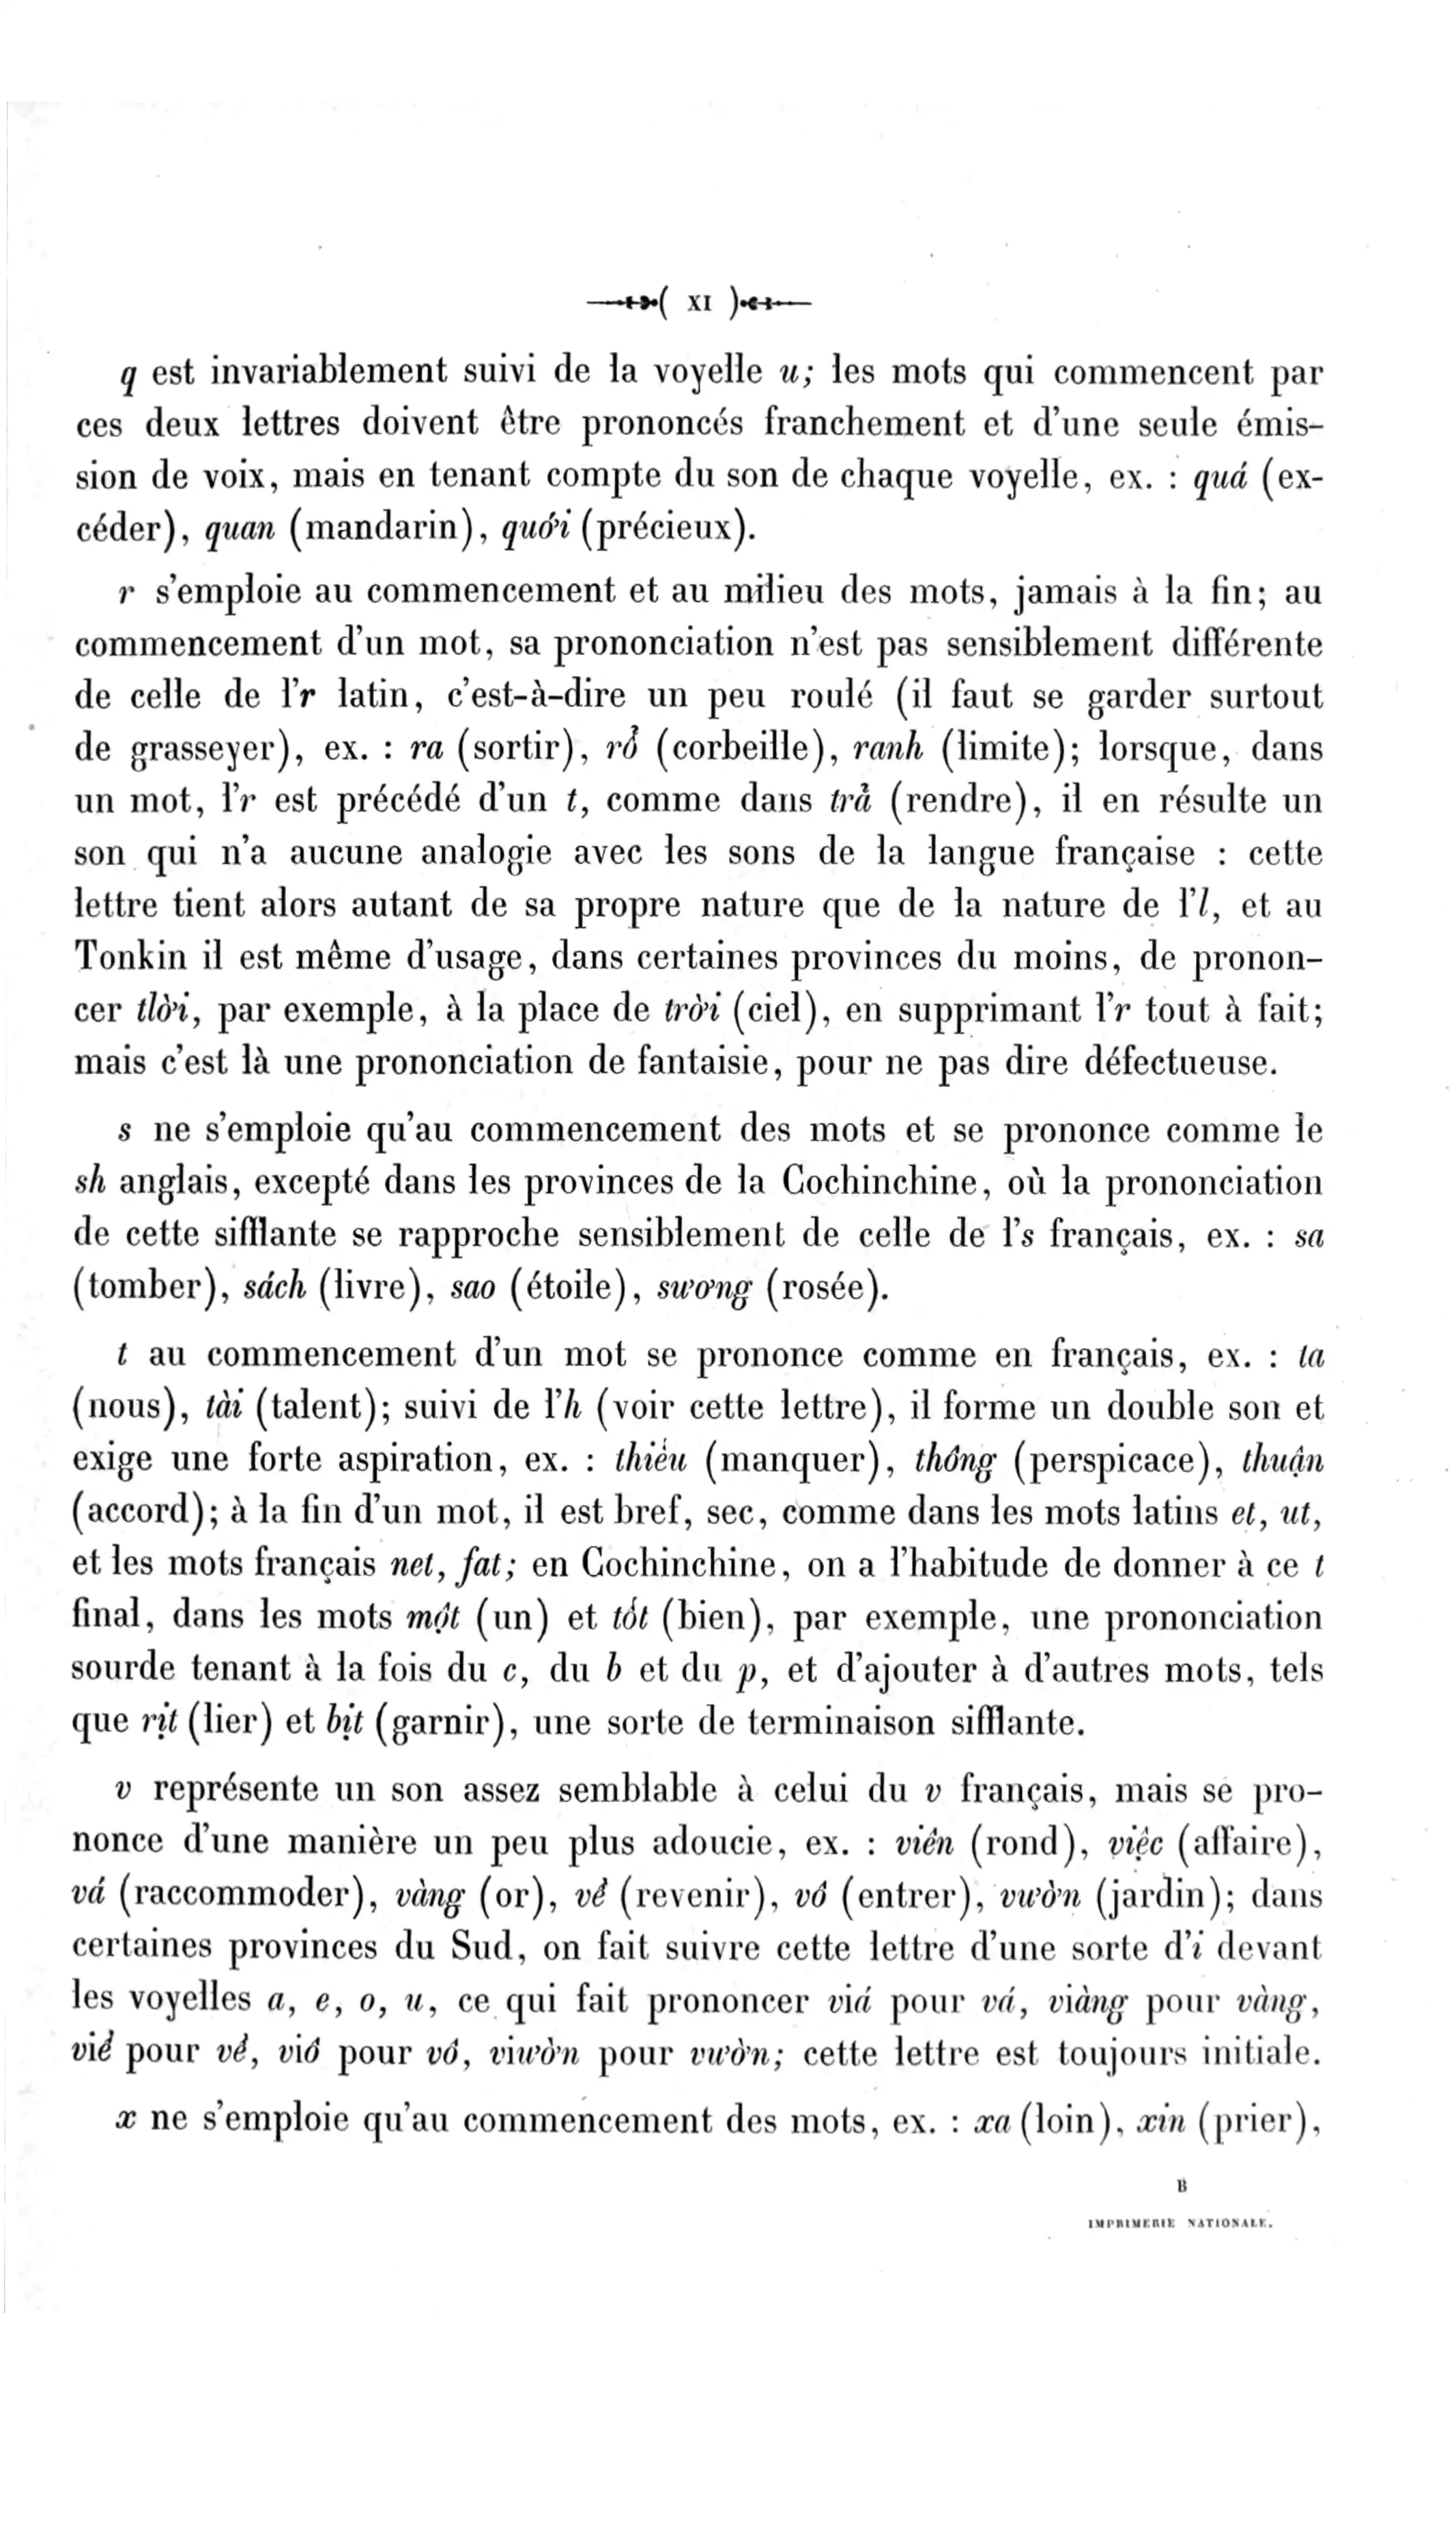 ( XI )
q est invariablement suivi de la voyelle u; les mots qui commencent par
ces deux lettres doivent être prononcés franchement et d'une seule émis-
sion de voix, mais en tenant compte du son de chaque voyelle, ex. : quá (ex-
céder), quan (mandarin), quới (précieux).
r s'emploie au commencement et au milieu des mots, jamais à la fin; au
commencement d'un mot, sa prononciation n'est pas sensiblement différente
de celle de l'r latin, c'est-à-dire un peu roulé (il faut se garder surtout
de grasseyer), ex. : ra (sortir), rổ (corbeille), ranh (limite); lorsque, dans
un mot, l'r est précédé d'un t, comme dans trả (rendre), il en résulte un
son qui n'a aucune analogie avec les sons de la langue française : cette
lettre tient alors autant de sa propre nature que de la nature de l'l, et au
Tonkin il est même d'usage, dans certaines provinces du moins, de pronon-
cer tlời, par exemple, à la place de trời (ciel), en supprimant l'r tout à fait;
mais c'est là une prononciation de fantaisie, pour ne pas dire défectueuse.
s ne s'emploie qu'au commencement des mots et se prononce comme le
sh anglais, excepté dans les provinces de la Cochinchine, où la prononciation
de cette sifflante se rapproche sensiblement de celle de l's français, ex. : sa
(tomber), sách (livre), sao (étoile), sương (rosée).
t au commencement d'un mot se prononce comme en français, ex. : ta
(nous), tài (talent); suivi de l'h (voir cette lettre), il forme un double son et
exige une forte aspiration, ex. : thiếu (manquer), thông (perspicace), thuận
(accord); à la fin d'un mot, il est bref, sec, comme dans les mots latins et, ut,
et les mots français net, fat; en Cochinchine, on a l'habitude de donner à ce t
final, dans les mots một (un) et tốt (bien), par exemple, une prononciation
sourde tenant à la fois du c, du b et du p, et d'ajouter à d'autres mots, tels
que rịt (lier) et bịt (garnir), une sorte de terminaison sifflante.
v représente un son assez semblable à celui du v français, mais se pro-
nonce d'une manière un peu plus adoucie, ex. : viên (rond), việc (affaire),
vá (raccommoder), vàng (or), về (revenir), vô (entrer), vườn (jardin); dans
certaines provinces du Sud, on fait suivre cette lettre d'une sorte d'i devant
les voyelles a, e, o, u, ce qui fait prononcer viá pour vá, viàng pour vàng,
viề pour về, viô pour vô, viườn pour vườn; cette lettre est toujours initiale.
x ne s'emploie qu'au commencement des mots, ex. : xa (loin), xin (prier),
B
IMPRIMERIE NATIONALE.